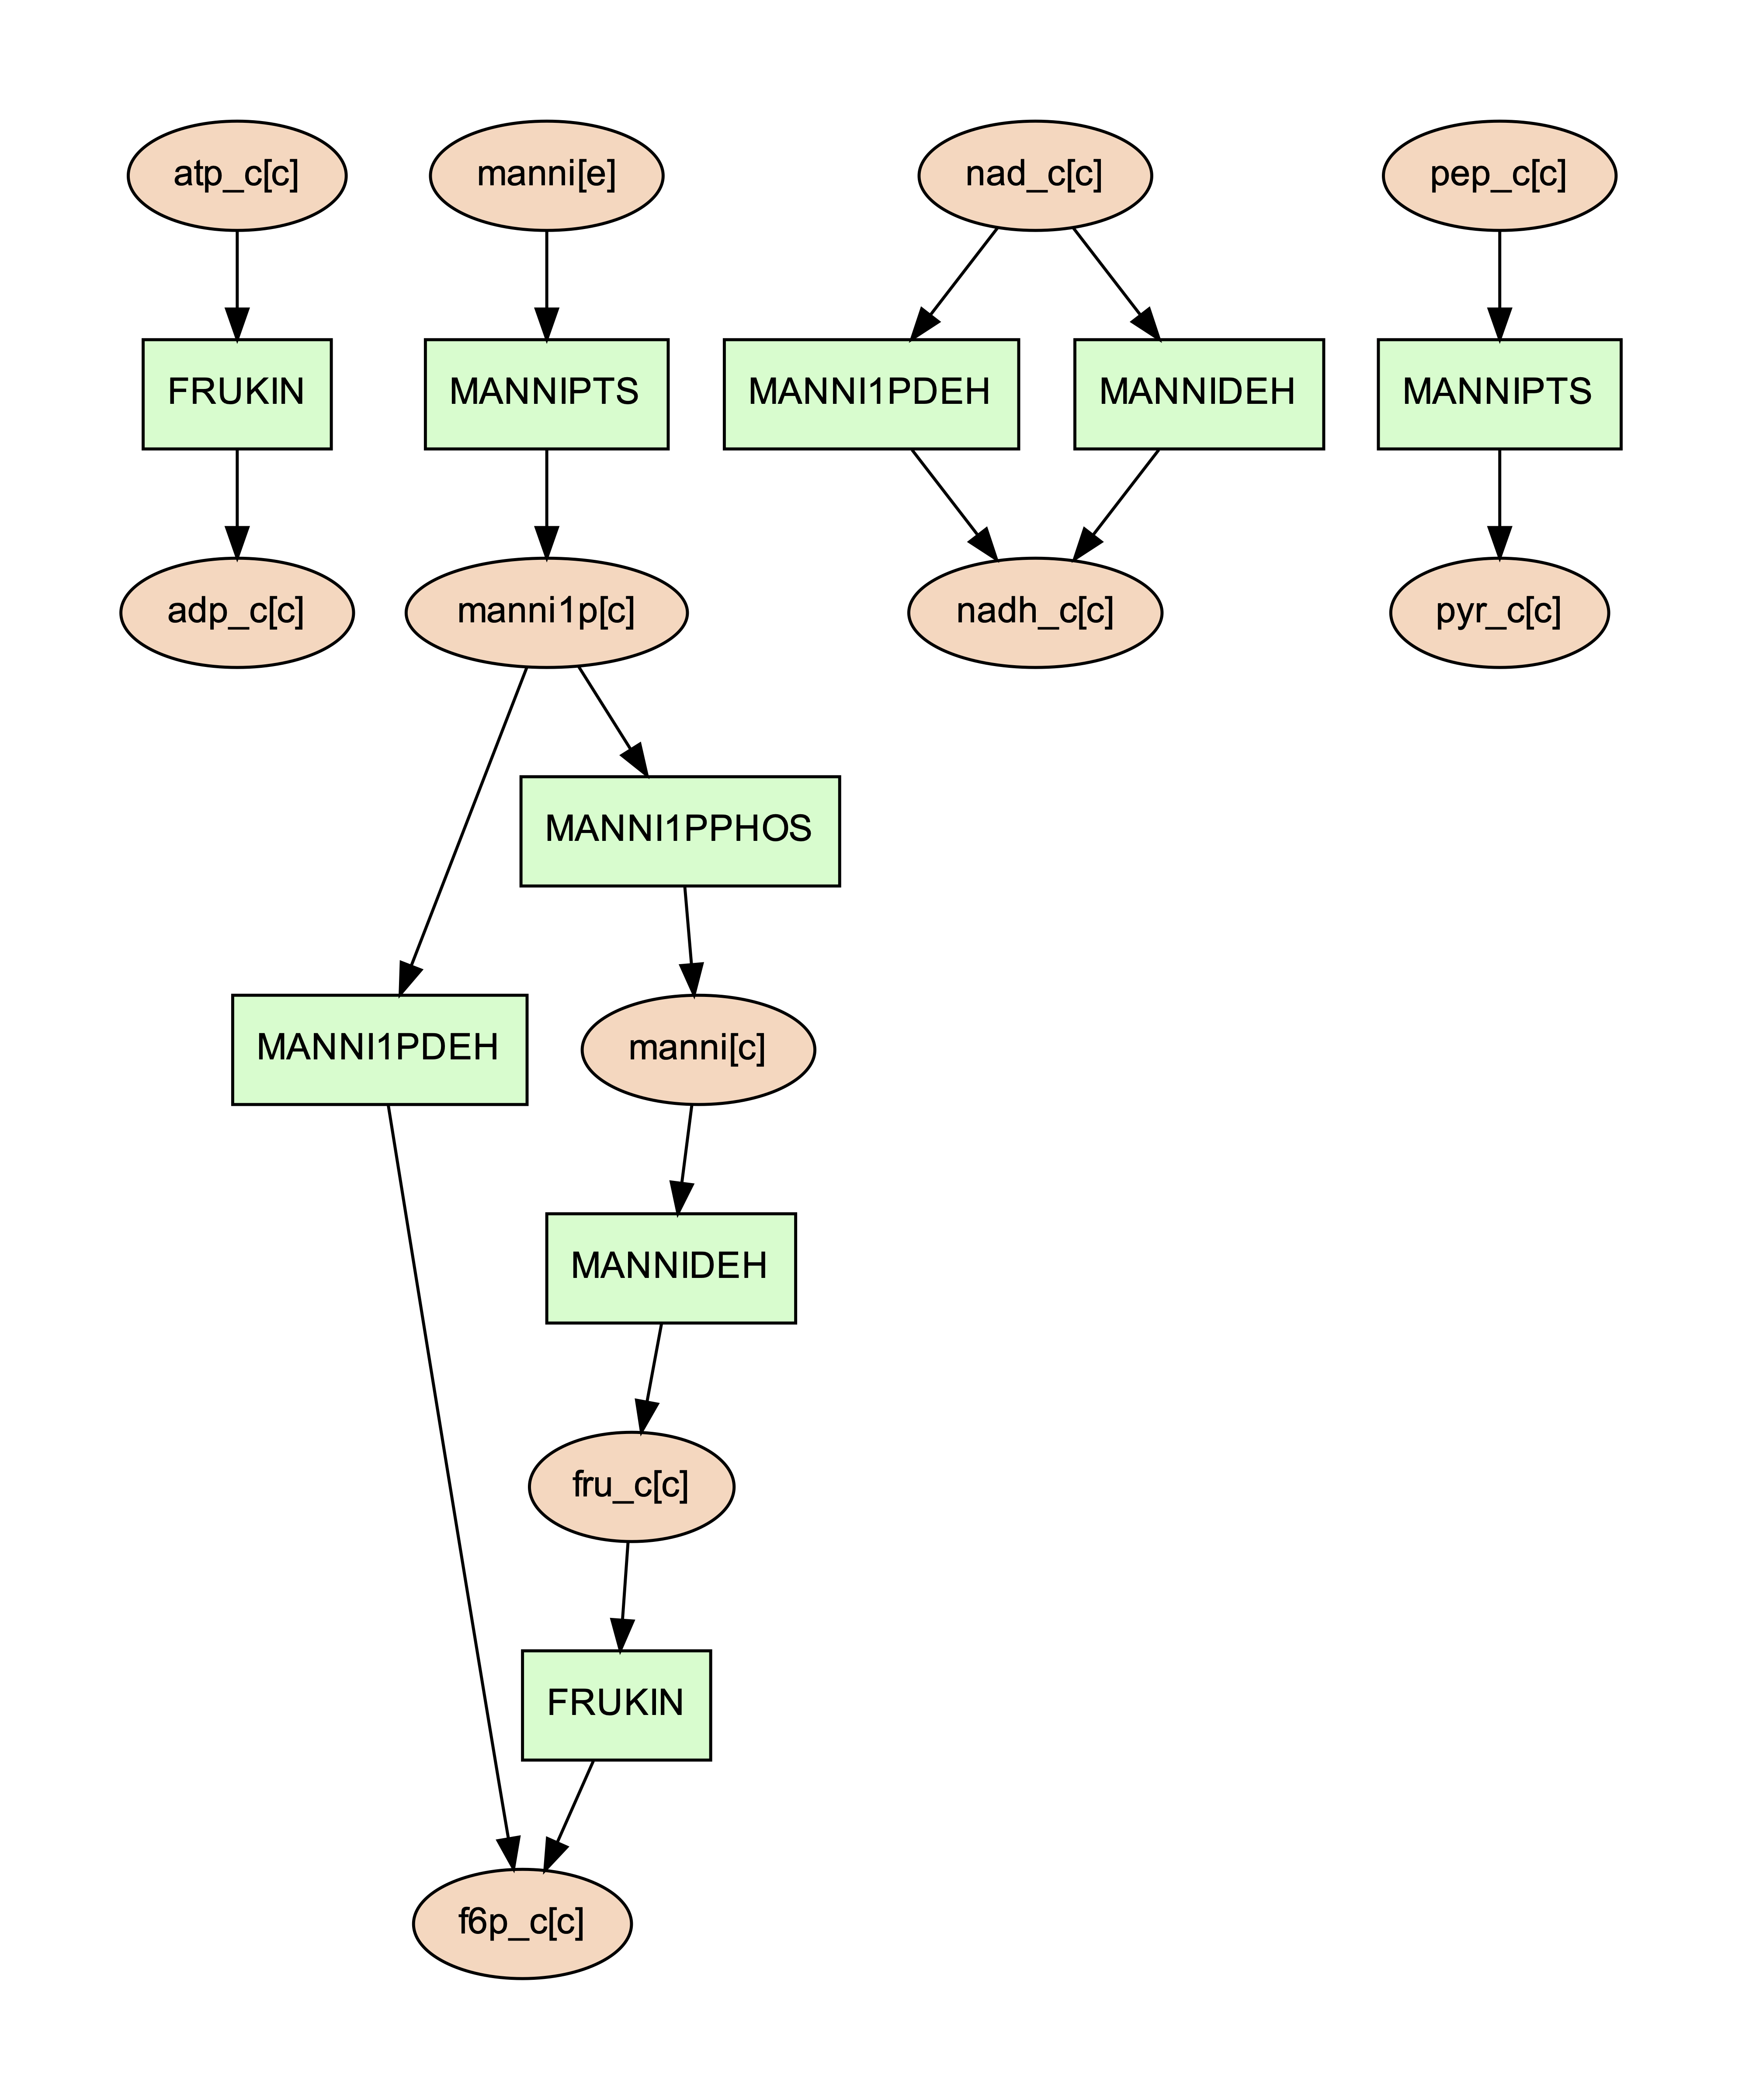 atp_c[c]
manni[e]
nad_c[c]
pep_c[c]
FRUKIN
MANNIPTS
MANNI1PDEH
MANNIDEH
MANNIPTS
adp_c[c]
manni1p[c]
nadh_c[c]
pyr_c[c]
MANNI1PPHOS
MANNI1PDEH
manni[c]
MANNIDEH
fru_c[c]
FRUKIN
f6p_c[c]